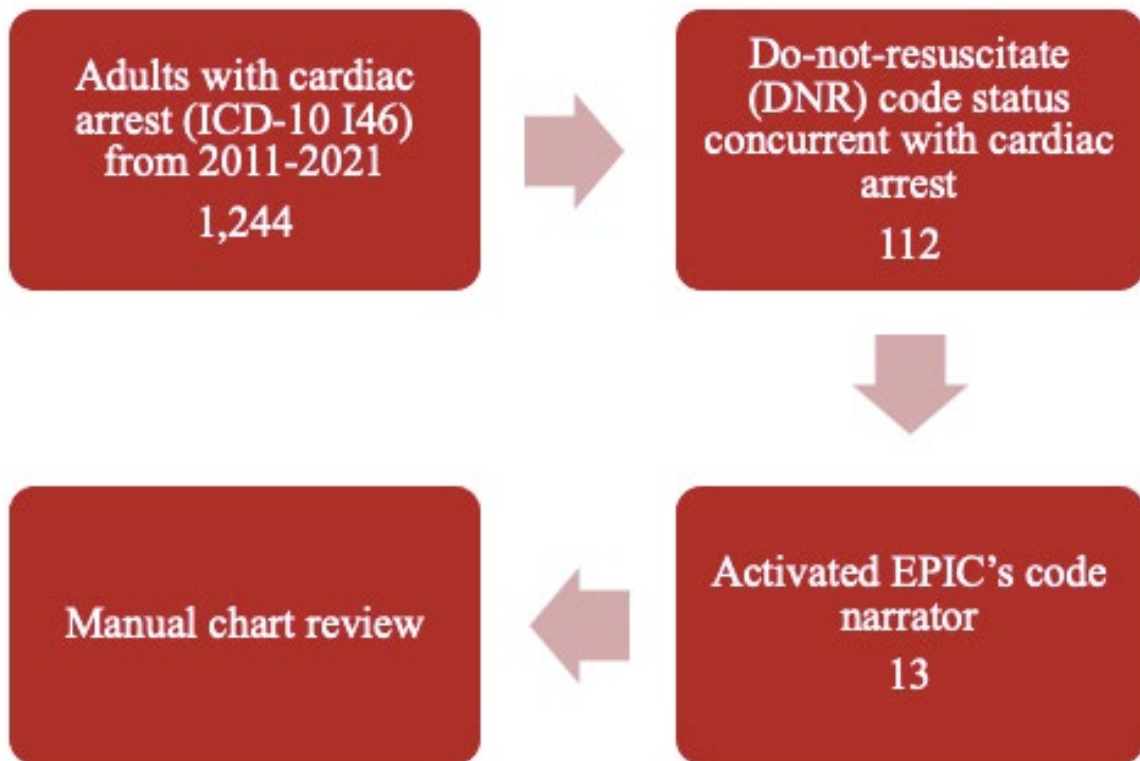 Adults with cardiac
arrest (ICD-10 I46)
from 2011-2021
1,244
Do-not-resuscitate
(DNR) code status
concurrent with cardiac
arrest
112
Activated EPIC’s code
narrator
13
Manual chart review